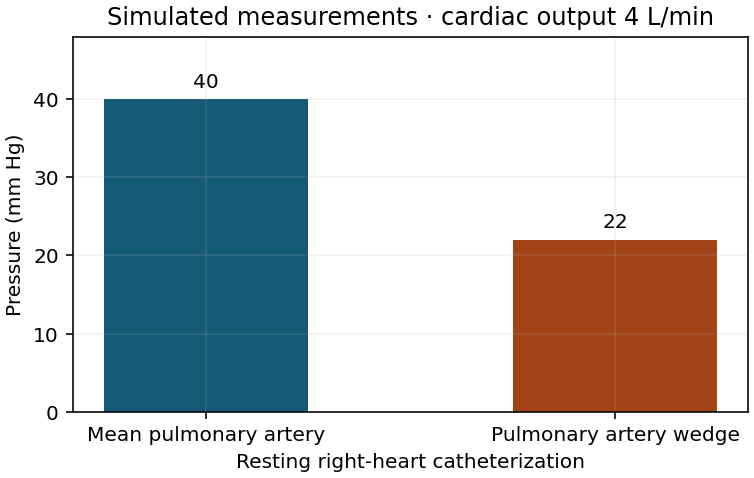 Simulated measurements · cardiac output 4 L/min
Pressure (mm Hg)
40
30
20
10
0
40
22
Mean pulmonary artery
Pulmonary artery wedge
Resting right-heart catheterization